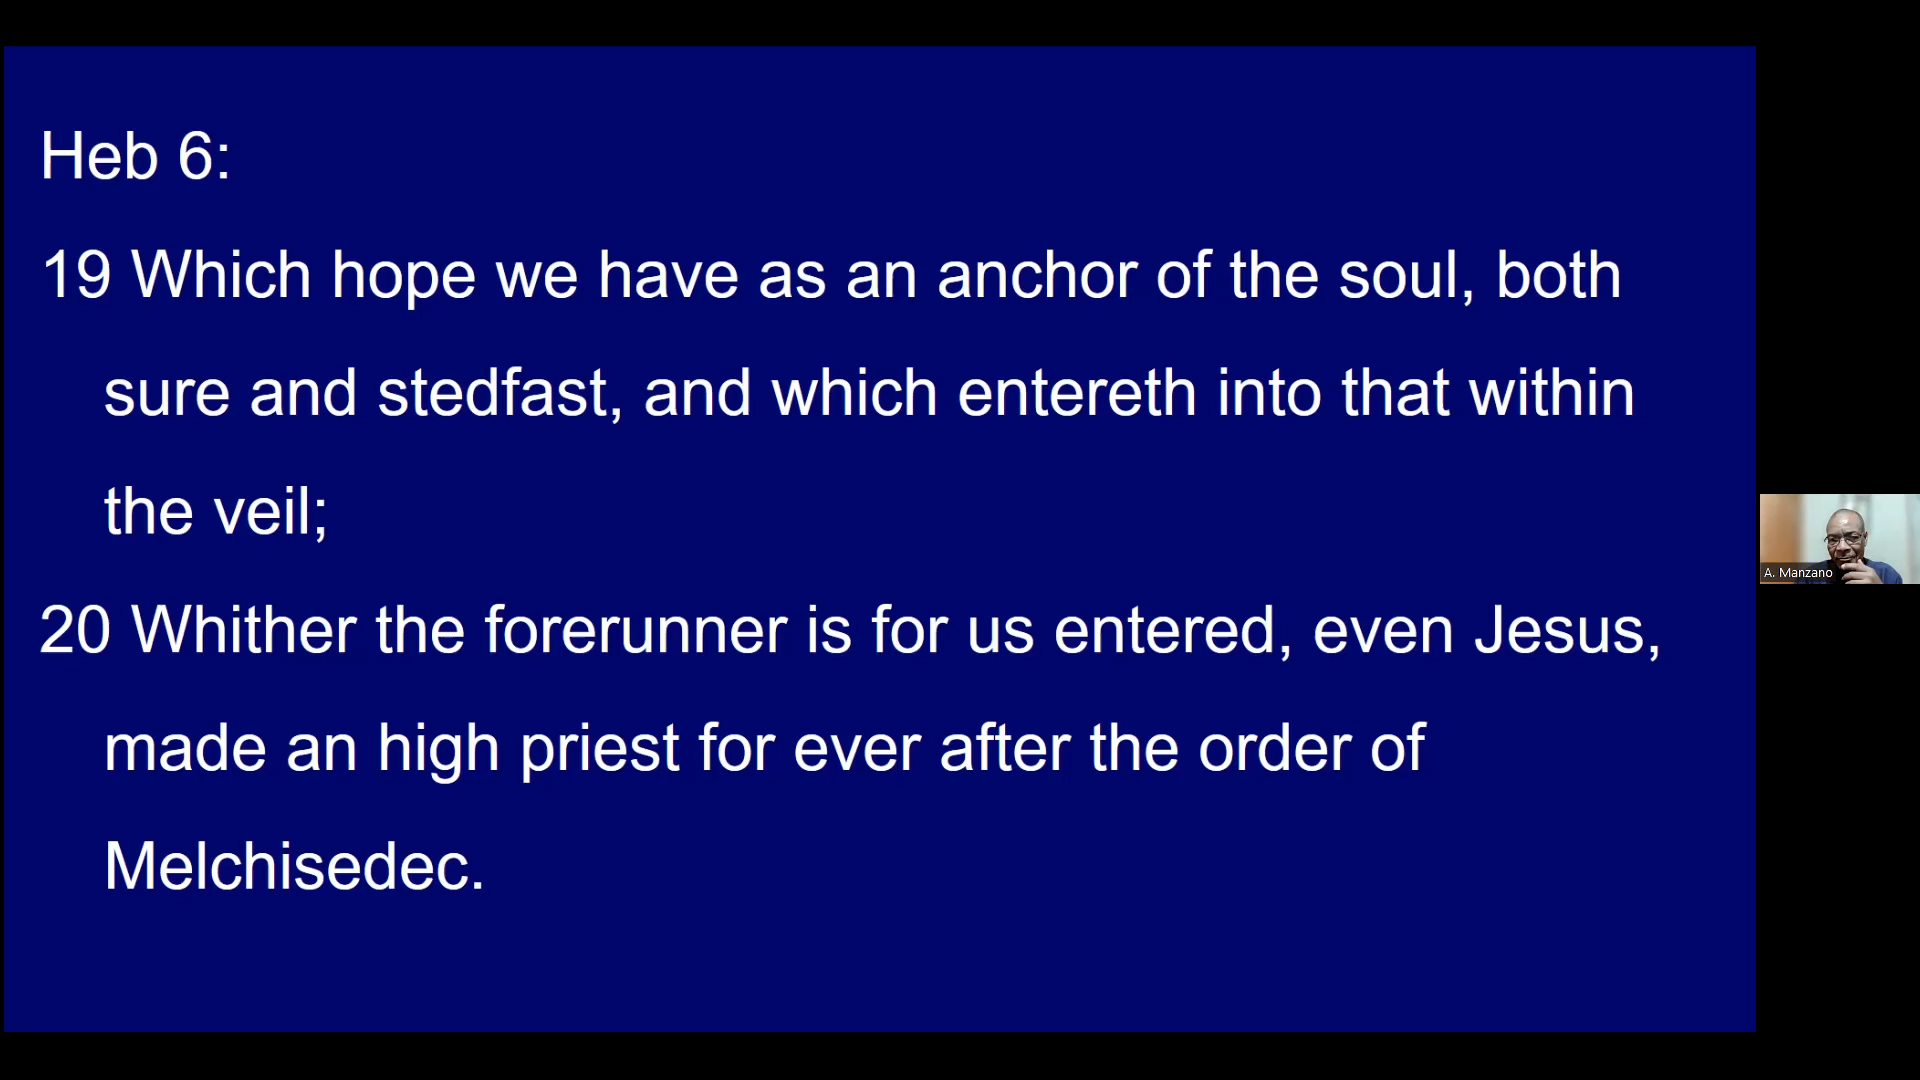 Heb 6:
19 Which hope we have as an anchor of the soul, both
sure and stedfast, and which entereth into that within
the veil;
20 Whither the forerunner is for us entered, even Jesus,
made an high priest for ever after the order of
Melchisedec.
A. Manzano